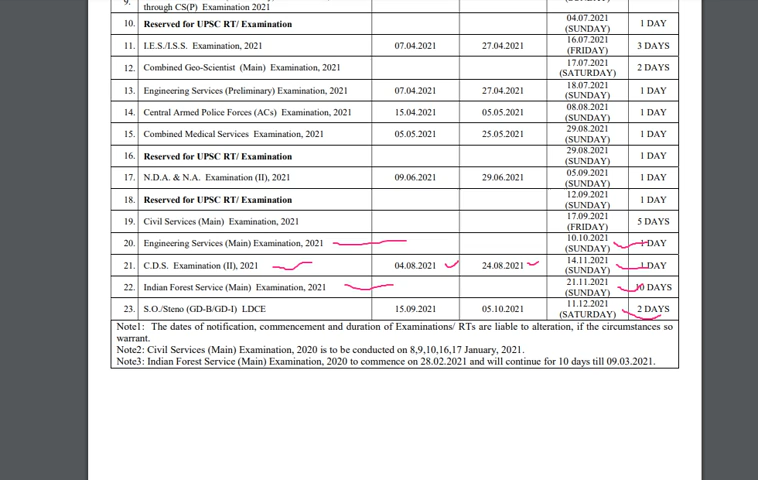 9.
through CS(P) Examination 2021
10. Reserved for UPSC RT/ Examination 04.07.2021 (SUNDAY) 1 DAY
11. I.E.S./I.S.S. Examination, 2021 07.04.2021 27.04.2021 16.07.2021 (FRIDAY) 3 DAYS
12. Combined Geo-Scientist (Main) Examination, 2021 17.07.2021 (SATURDAY) 2 DAYS
13. Engineering Services (Preliminary) Examination, 2021 07.04.2021 27.04.2021 18.07.2021 (SUNDAY) 1 DAY
14. Central Armed Police Forces (ACs) Examination, 2021 15.04.2021 05.05.2021 08.08.2021 (SUNDAY) 1 DAY
15. Combined Medical Services Examination, 2021 05.05.2021 25.05.2021 29.08.2021 (SUNDAY) 1 DAY
16. Reserved for UPSC RT/ Examination 29.08.2021 (SUNDAY) 1 DAY
17. N.D.A. & N.A. Examination (II), 2021 09.06.2021 29.06.2021 05.09.2021 (SUNDAY) 1 DAY
18. Reserved for UPSC RT/ Examination 12.09.2021 (SUNDAY) 1 DAY
19. Civil Services (Main) Examination, 2021 17.09.2021 (FRIDAY) 5 DAYS
20. Engineering Services (Main) Examination, 2021 10.10.2021 (SUNDAY) 1 DAY
21. C.D.S. Examination (II), 2021 04.08.2021 24.08.2021 14.11.2021 (SUNDAY) 1 DAY
22. Indian Forest Service (Main) Examination, 2021 21.11.2021 (SUNDAY) 10 DAYS
23. S.O./Steno (GD-B/GD-I) LDCE 15.09.2021 05.10.2021 11.12.2021 (SATURDAY) 2 DAYS
Note1: The dates of notification, commencement and duration of Examinations/ RTs are liable to alteration, if the circumstances so
warrant.
Note2: Civil Services (Main) Examination, 2020 is to be conducted on 8,9,10,16,17 January, 2021.
Note3: Indian Forest Service (Main) Examination, 2020 to commence on 28.02.2021 and will continue for 10 days till 09.03.2021.